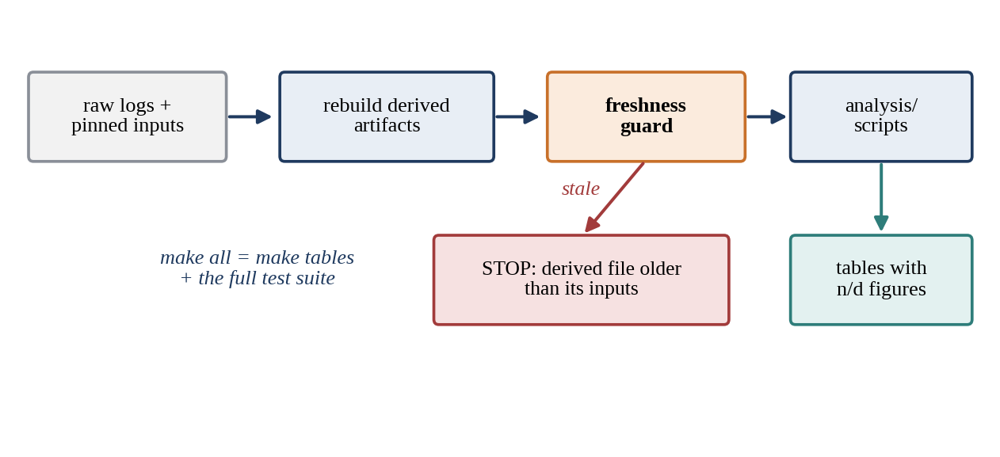 raw logs +
pinned inputs
rebuild derived
artifacts
freshness
guard
analysis/
scripts
stale
make all = make tables
+ the full test suite
STOP: derived file older
than its inputs
tables with
n/d figures